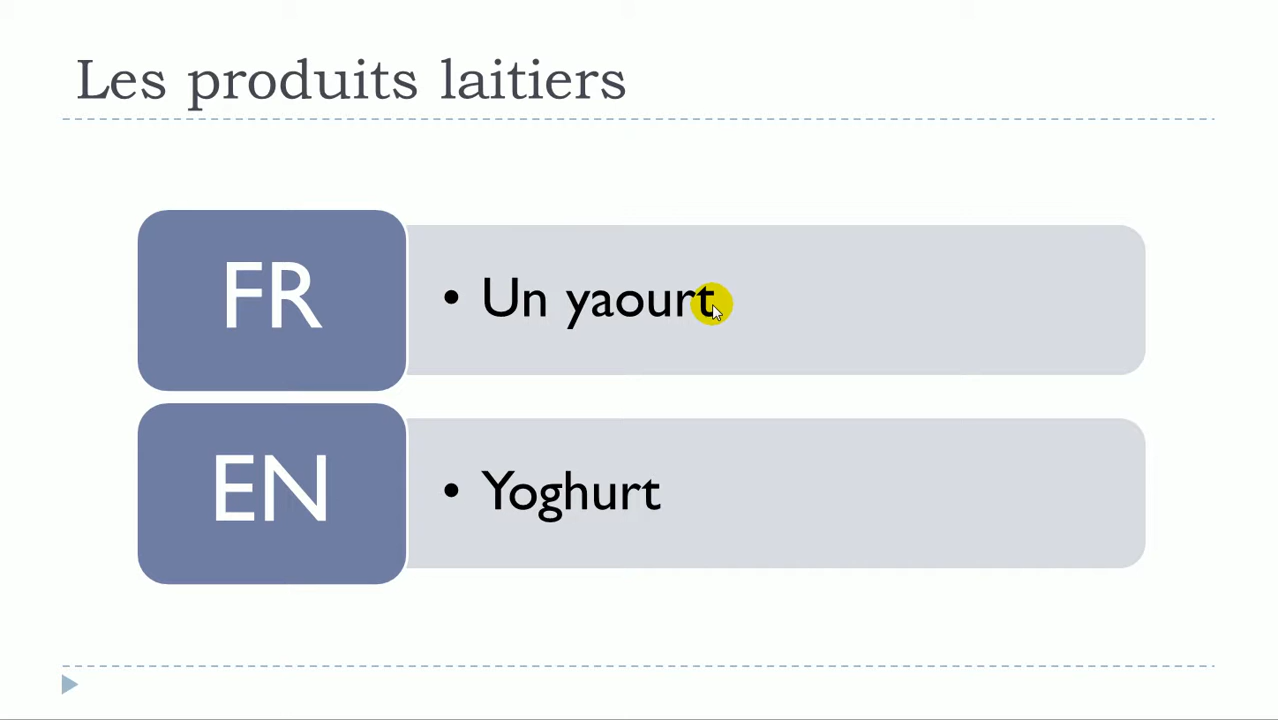 Les produits laitiers
FR
• Un yaourt
EN
• Yoghurt